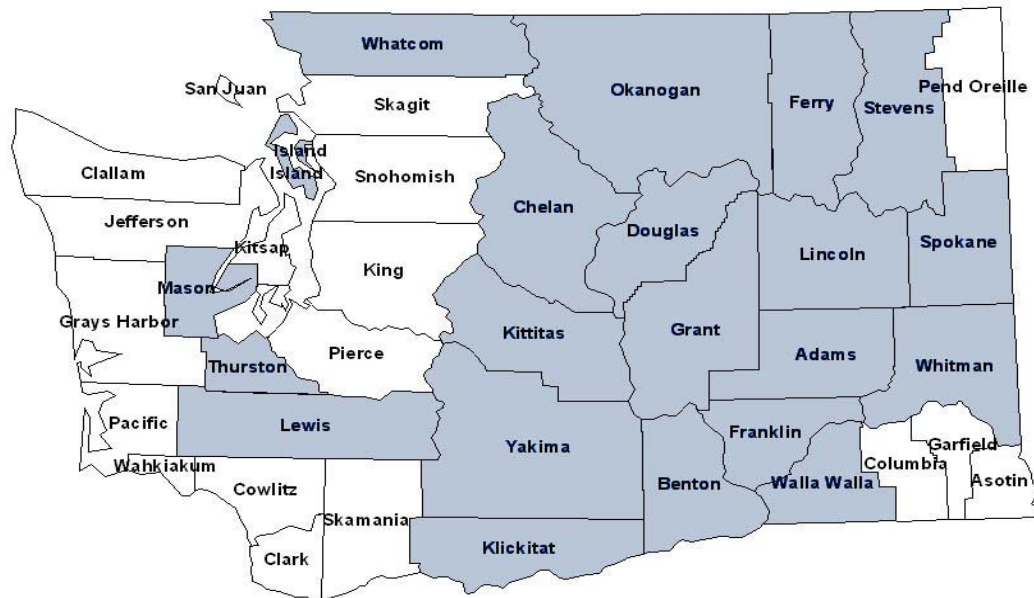 Whatcom
San Juan
Skagit
Okanogan
Ferry
Stevens
Pend Oreille
Island
Island
Clallam
Snohomish
Jefferson
Chelan
Douglas
Kitsap
Lincoln
Spokane
King
Mason
Grays Harbor
Kittitas
Grant
Pierce
Adams
Thurston
Whitman
Pacific
Lewis
Yakima
Franklin
Garfield
Wahkiakum
Columbia
Cowlitz
Benton
Walla Walla
Asotin
Skamania
Klickitat
Clark